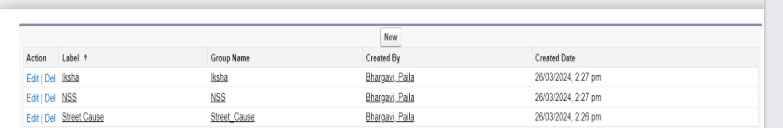 New
Action Label ↑ Group Name Created By Created Date
Edit | Del Iksha Iksha Bhargavi, Paila 26/03/2024, 2:27 pm
Edit | Del NSS NSS Bhargavi, Paila 26/03/2024, 2:27 pm
Edit | Del Street Cause Street_Cause Bhargavi, Paila 26/03/2024, 2:26 pm